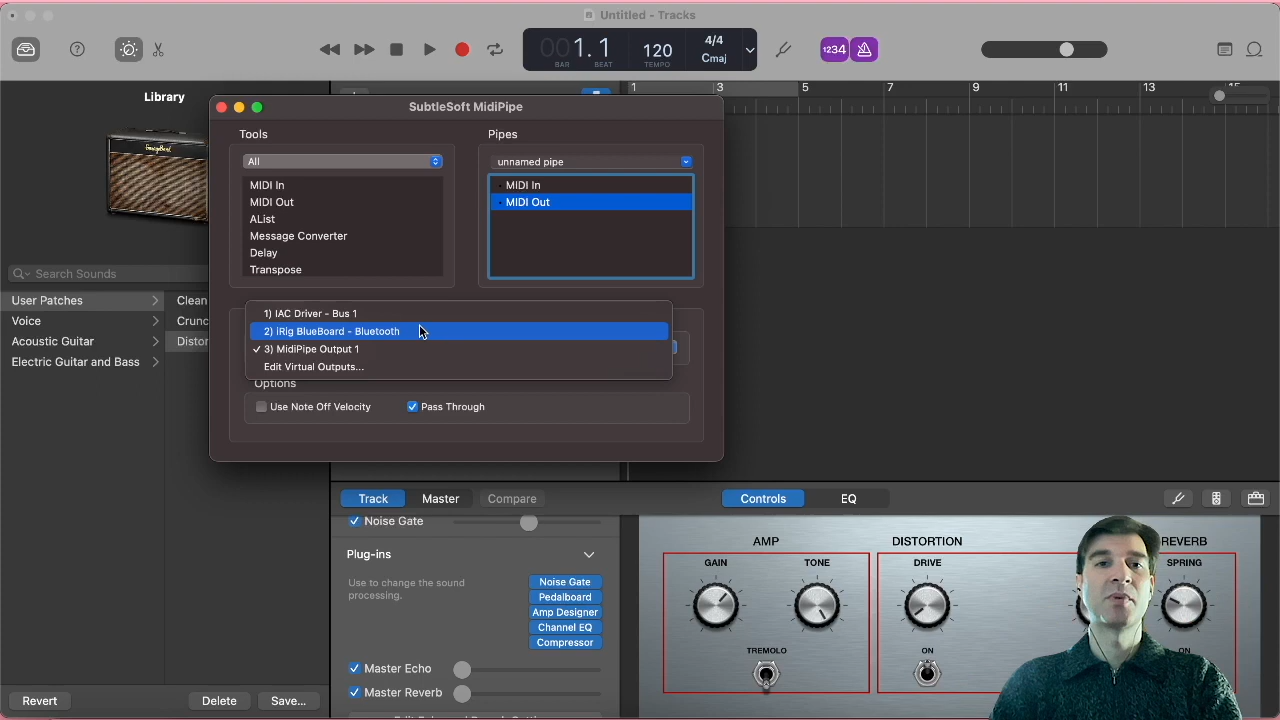 Untitled - Tracks
1.1
BAR
BEAT
120
TEMPO
4/4
Cmaj
1234
Library
1
3
5
7
9
11
SubtleSoft MidiPipe
Tools
Pipes
All
unnamed pipe
MIDI In
MIDI Out
AList
Message Converter
Delay
Transpose
MIDI In
MIDI Out
Search Sounds
User Patches
Voice
Acoustic Guitar
Electric Guitar and Bass
Clean
Crunc
Distor
1) IAC Driver - Bus 1
2) iRig BlueBoard - Bluetooth
3) MidiPipe Output 1
Edit Virtual Outputs...
Options
Use Note Off Velocity
Pass Through
Track
Master
Compare
Controls
EQ
Noise Gate
Plug-ins
Use to change the sound
processing.
Noise Gate
Pedalboard
Amp Designer
Channel EQ
Compressor
Master Echo
Master Reverb
AMP
DISTORTION
REVERB
GAIN
TONE
DRIVE
SPRING
TREMOLO
ON
ON
Revert
Delete
Save...